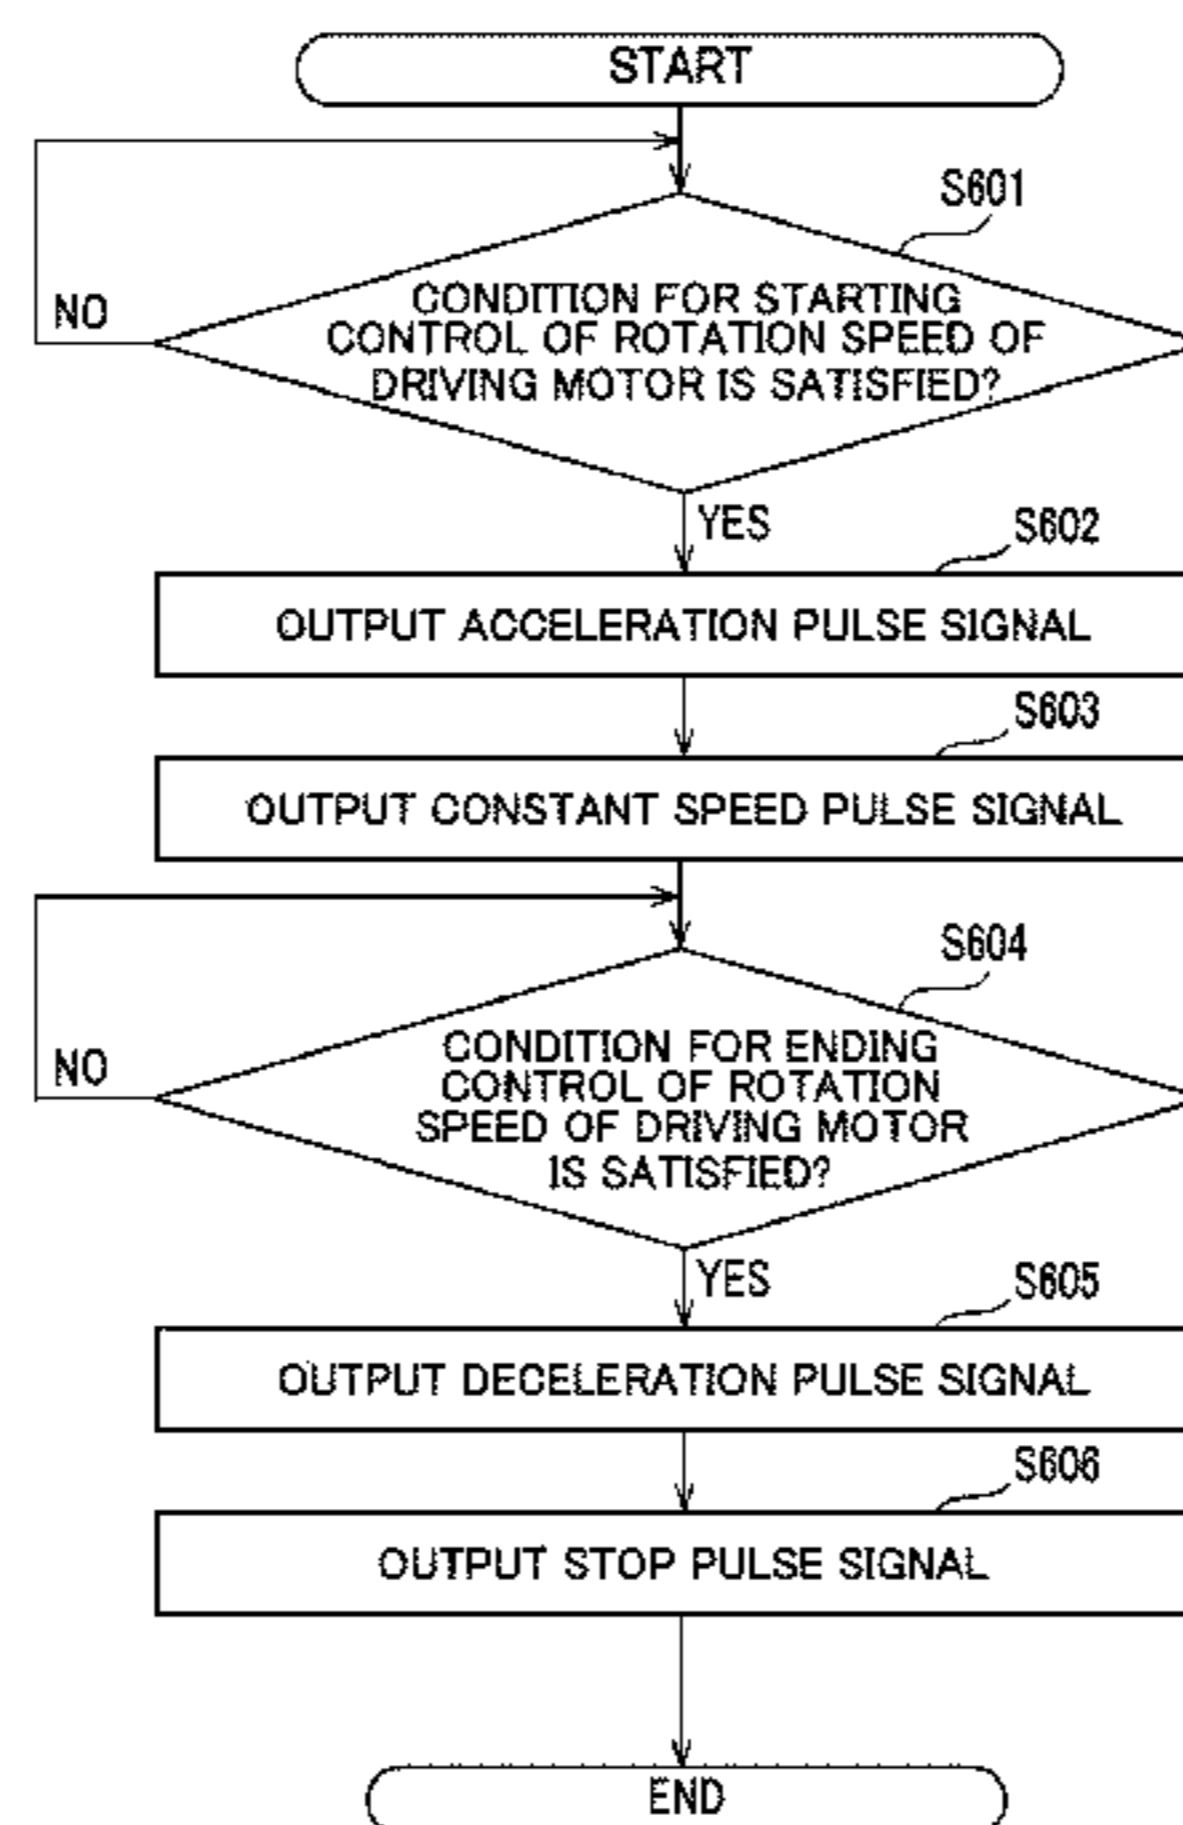 START
S601
CONDITION FOR STARTING
CONTROL OF ROTATION SPEED OF
DRIVING MOTOR IS SATISFIED?
NO
YES
S602
OUTPUT ACCELERATION PULSE SIGNAL
S603
OUTPUT CONSTANT SPEED PULSE SIGNAL
S604
CONDITION FOR ENDING
CONTROL OF ROTATION
SPEED OF DRIVING MOTOR
IS SATISFIED?
NO
YES
S605
OUTPUT DECELERATION PULSE SIGNAL
S606
OUTPUT STOP PULSE SIGNAL
END